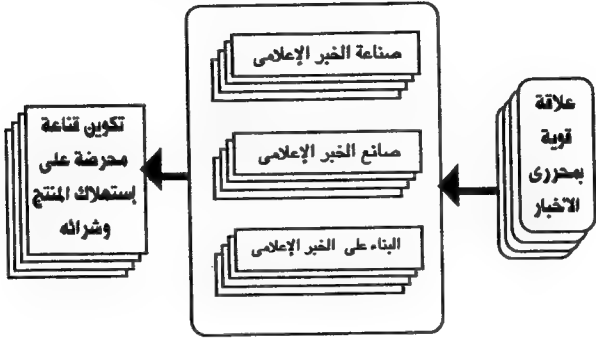 علاقة
قوية
بمحررى
الاخبار
صناعة الخبر الإعلامى
صانع الخبر الإعلامى
البناء على الخبر الإعلامى
تكوين قناعة
محرضة على
إستهلاك المنتج
وشرائه